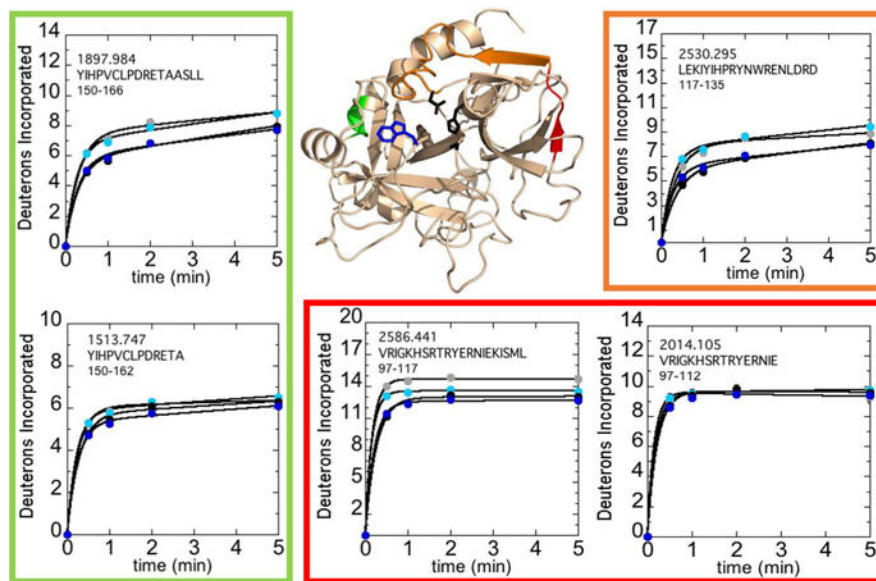 14
12
10
8
6
4
2
0
Deuterons Incorporated
1897.984
YIHPVCLPDRETAASLL
150-166
0 1 2 3 4 5
time (min)
17
15
13
11
9
7
5
3
1
Deuterons Incorporated
2530.295
LEKIYIHPRYNWRENLDRD
117-135
0 1 2 3 4 5
time (min)
10
8
6
4
2
0
Deuterons Incorporated
1513.747
YIHPVCLPDRETA
150-162
0 1 2 3 4 5
time (min)
20
17
14
11
8
5
2
Deuterons Incorporated
2586.441
VRIGKHSRTRYERNIEKISML
97-117
0 1 2 3 4 5
time (min)
14
12
10
8
6
4
2
0
Deuterons Incorporated
2014.105
VRIGKHSRTRYERNIE
97-112
0 1 2 3 4 5
time (min)